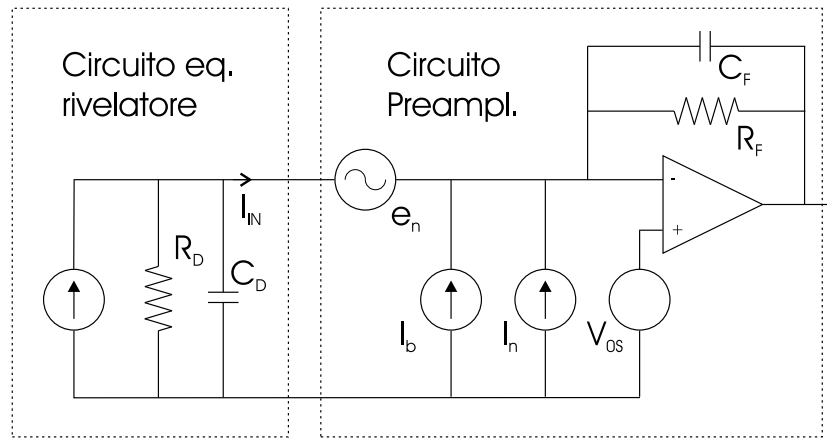 Circuito eq.
rivelatore
Circuito
Preampl.
C_F
R_F
I_IN
e_n
-
+
R_D
C_D
I_b
I_n
V_OS